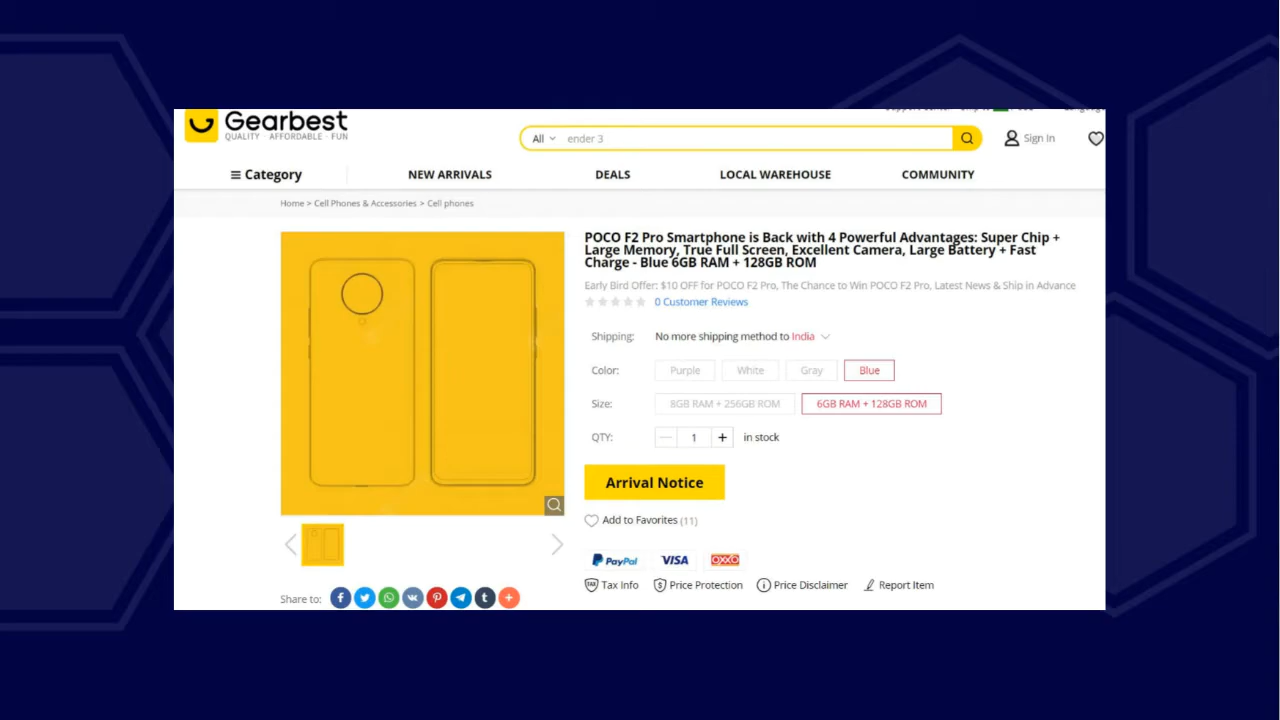 Gearbest
QUALITY · AFFORDABLE · FUN
All ender 3
Sign In
Category NEW ARRIVALS DEALS LOCAL WAREHOUSE COMMUNITY
Home > Cell Phones & Accessories > Cell phones
POCO F2 Pro Smartphone is Back with 4 Powerful Advantages: Super Chip +
Large Memory, True Full Screen, Excellent Camera, Large Battery + Fast
Charge - Blue 6GB RAM + 128GB ROM
Early Bird Offer: $10 OFF for POCO F2 Pro, The Chance to Win POCO F2 Pro, Latest News & Ship in Advance
0 Customer Reviews
Shipping: No more shipping method to India
Color: Purple White Gray Blue
Size: 8GB RAM + 256GB ROM 6GB RAM + 128GB ROM
QTY: — 1 + in stock
Arrival Notice
Add to Favorites (11)
PayPal VISA OXXO
TAX Tax Info $ Price Protection i Price Disclaimer Report Item
Share to: